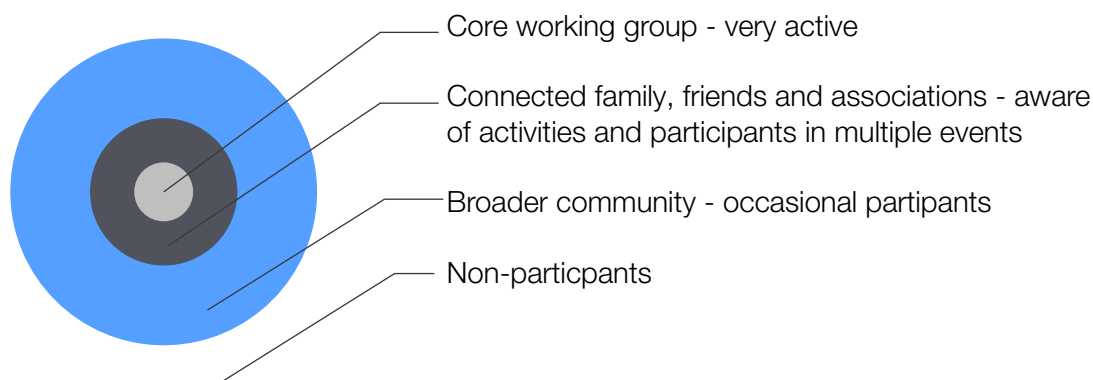 Core working group - very active
Connected family, friends and associations - aware
of activities and participants in multiple events
Broader community - occasional partipants
Non-particpants